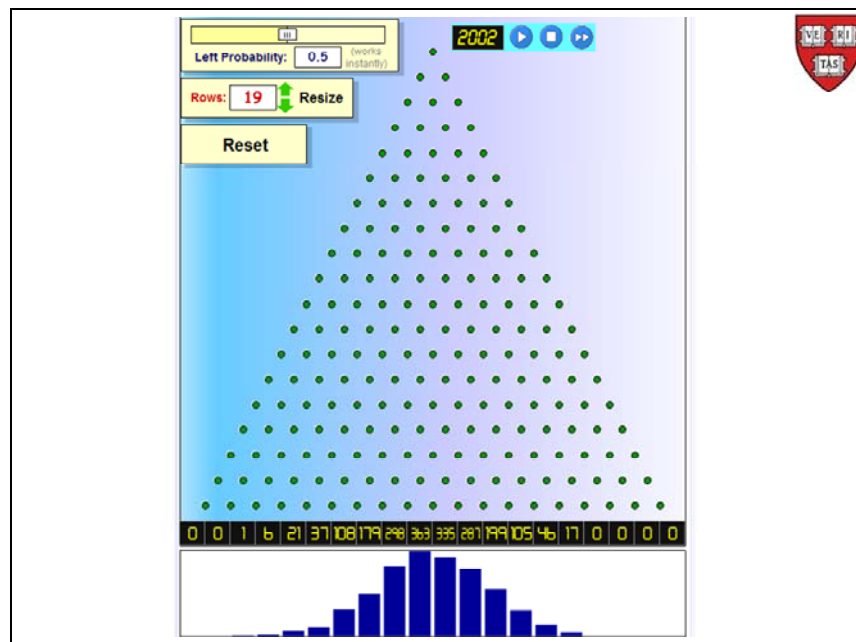 Left Probability: 0.5 (works instantly)
2002
Rows: 19 Resize
Reset
VE RI TAS
0 0 1 6 21 37 108 179 298 363 335 287 199 105 46 17 0 0 0 0